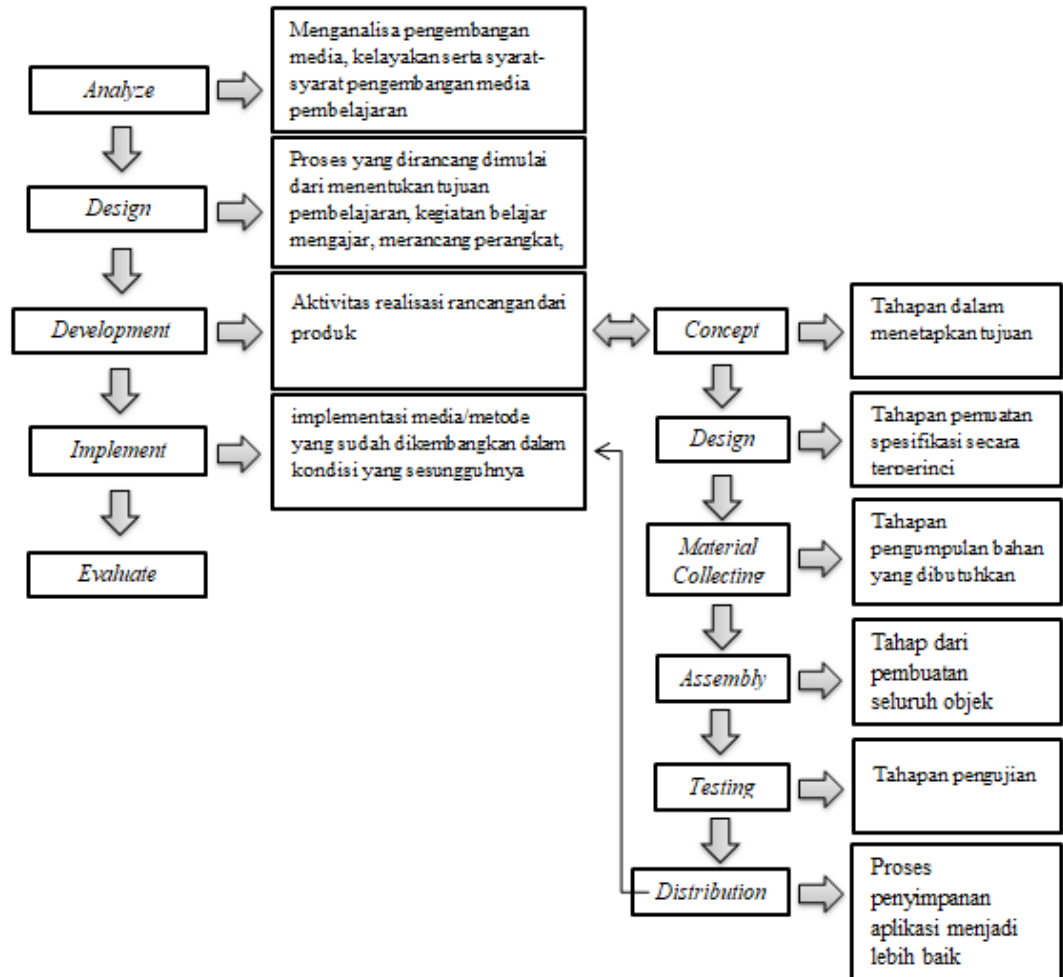 Analyze
Menganalisa pengembangan
media, kelayakan serta syarat-
syarat pengembangan media
pembelajaran
Design
Proses yang dirancang dimulai
dari menentukan tujuan
pembelajaran, kegiatan belajar
mengajar, merancang perangkat,
Development
Aktivitas realisasi rancangan dari
produk
Implement
implementasi media/metode
yang sudah dikembangkan dalam
kondisi yang sesungguhnya
Evaluate
Concept
Tahapan dalam
menetapkan tujuan
Design
Tahapan pemuatan
spesifikasi secara
terperinci
Material
Collecting
Tahapan
pengumpulan bahan
yang dibutuhkan
Assembly
Tahap dari
pembuatan
seluruh objek
Testing
Tahapan pengujian
Distribution
Proses
penyimpanan
aplikasi menjadi
lebih baik